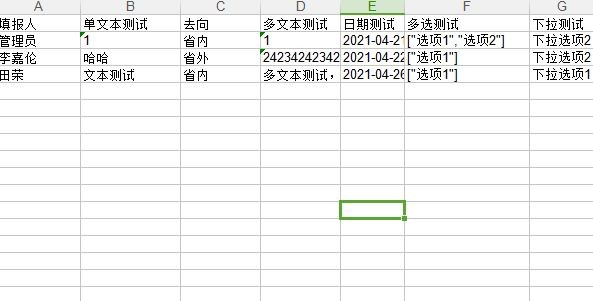 A B C D E F G
填报人 单文本测试 去向 多文本测试 日期测试 多选测试 下拉测试
管理员 1 省内 1 2021-04-21 ["选项1","选项2"] 下拉选项2
李嘉伦 哈哈 省外 24234242342 2021-04-22 ["选项1"] 下拉选项2
田荣 文本测试 省内 多文本测试， 2021-04-26 ["选项1"] 下拉选项1